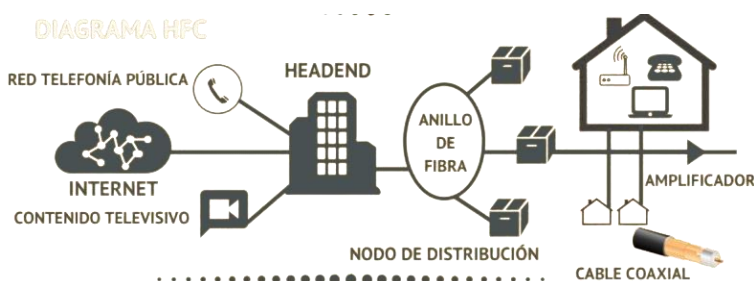 DIAGRAMA HFC
RED TELEFONÍA PÚBLICA
HEADEND
ANILLO
DE
FIBRA
INTERNET
CONTENIDO TELEVISIVO
NODO DE DISTRIBUCIÓN
AMPLIFICADOR
CABLE COAXIAL